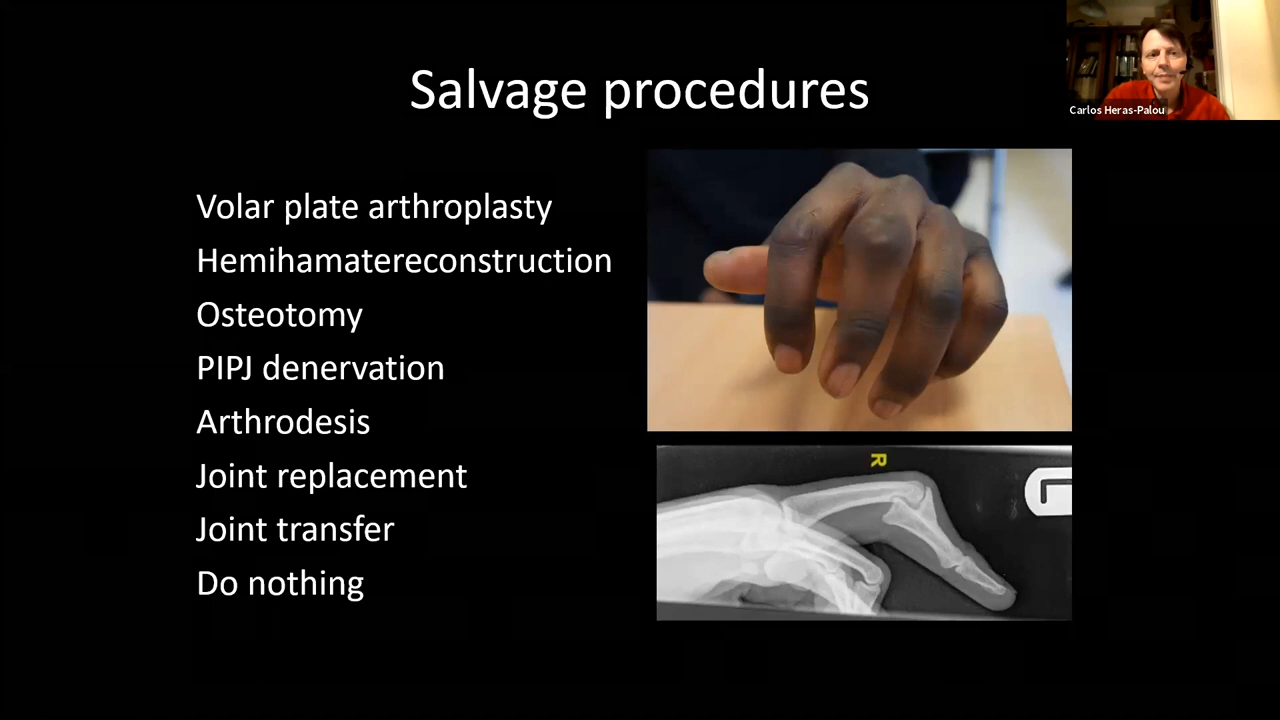 Salvage procedures
Carlos Heras-Palou
Volar plate arthroplasty
Hemihamatereconstruction
Osteotomy
PIPJ denervation
Arthrodesis
Joint replacement
Joint transfer
Do nothing
R
L